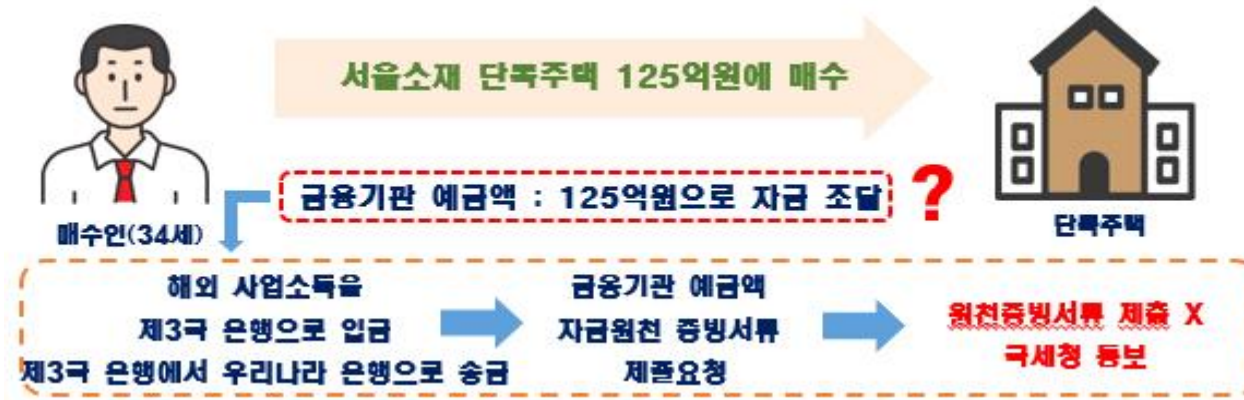 서울소재 단독주택 125억원에 매수
금융기관 예금액 : 125억원으로 자금 조달 ?
매수인(34세)
단독주택
해외 사업소득을
제3국 은행으로 입금
제3국 은행에서 우리나라 은행으로 송금
금융기관 예금액
자금원천 증빙서류
제출요청
원천증빙서류 제출 X
국세청 통보